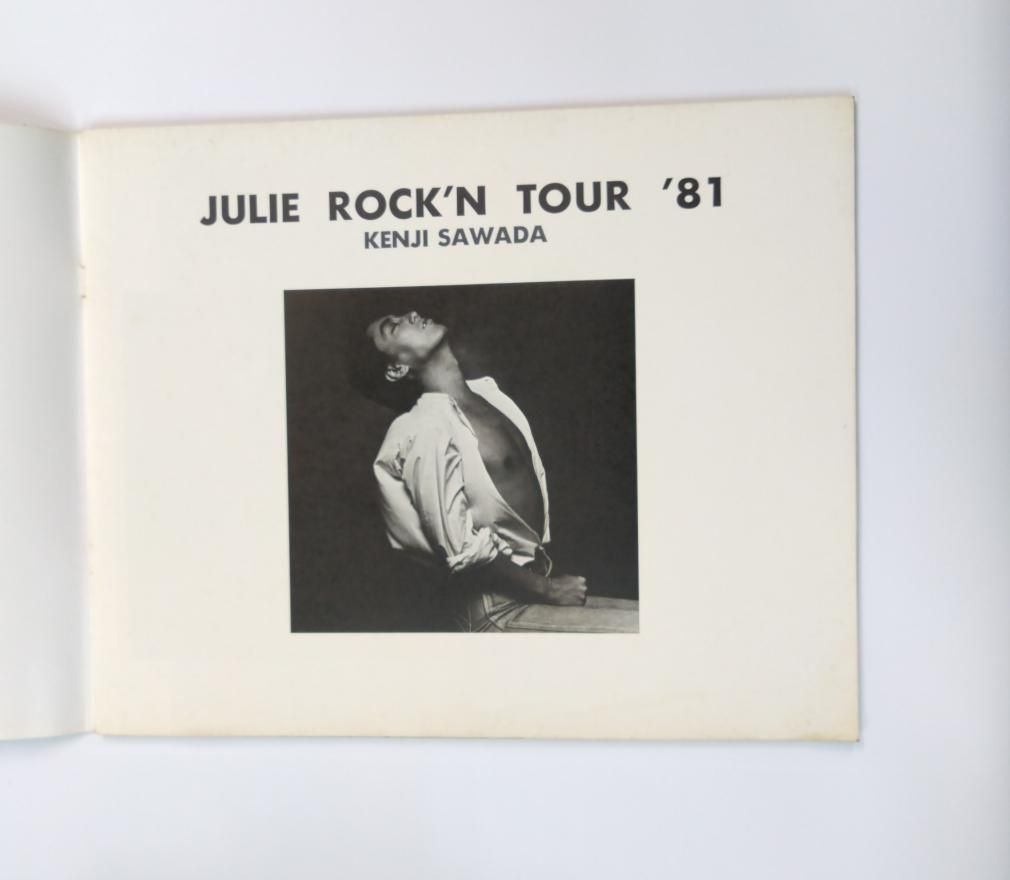 JULIE ROCK'N TOUR '81
KENJI SAWADA